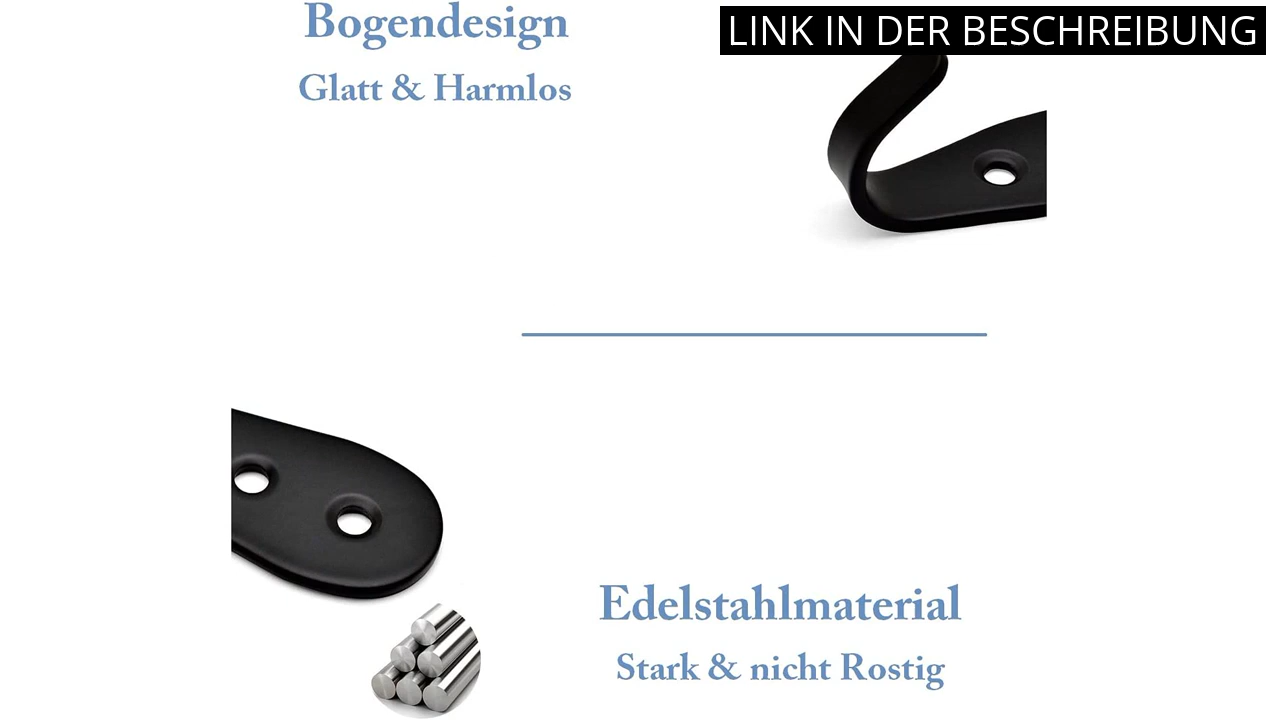 Bogendesign
LINK IN DER BESCHREIBUNG
Glatt & Harmlos
Edelstahlmaterial
Stark & nicht Rostig